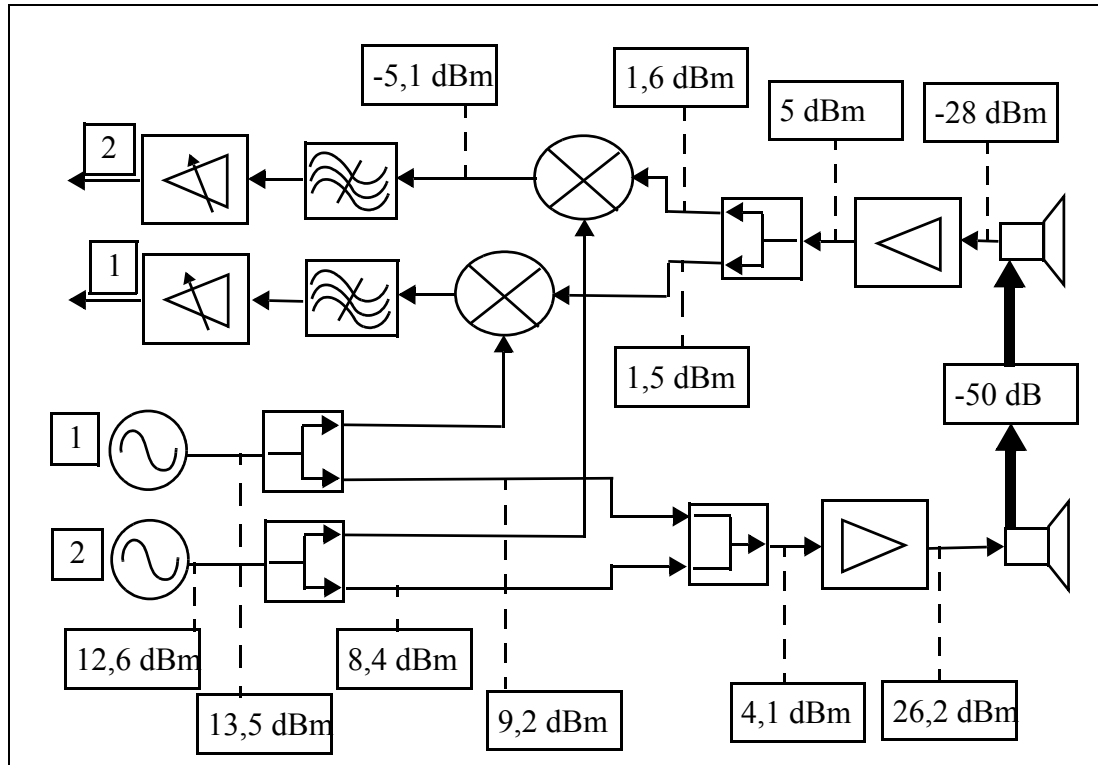 -5,1 dBm
1,6 dBm
5 dBm
-28 dBm
2
1
1,5 dBm
-50 dB
1
2
12,6 dBm
8,4 dBm
13,5 dBm
9,2 dBm
4,1 dBm
26,2 dBm